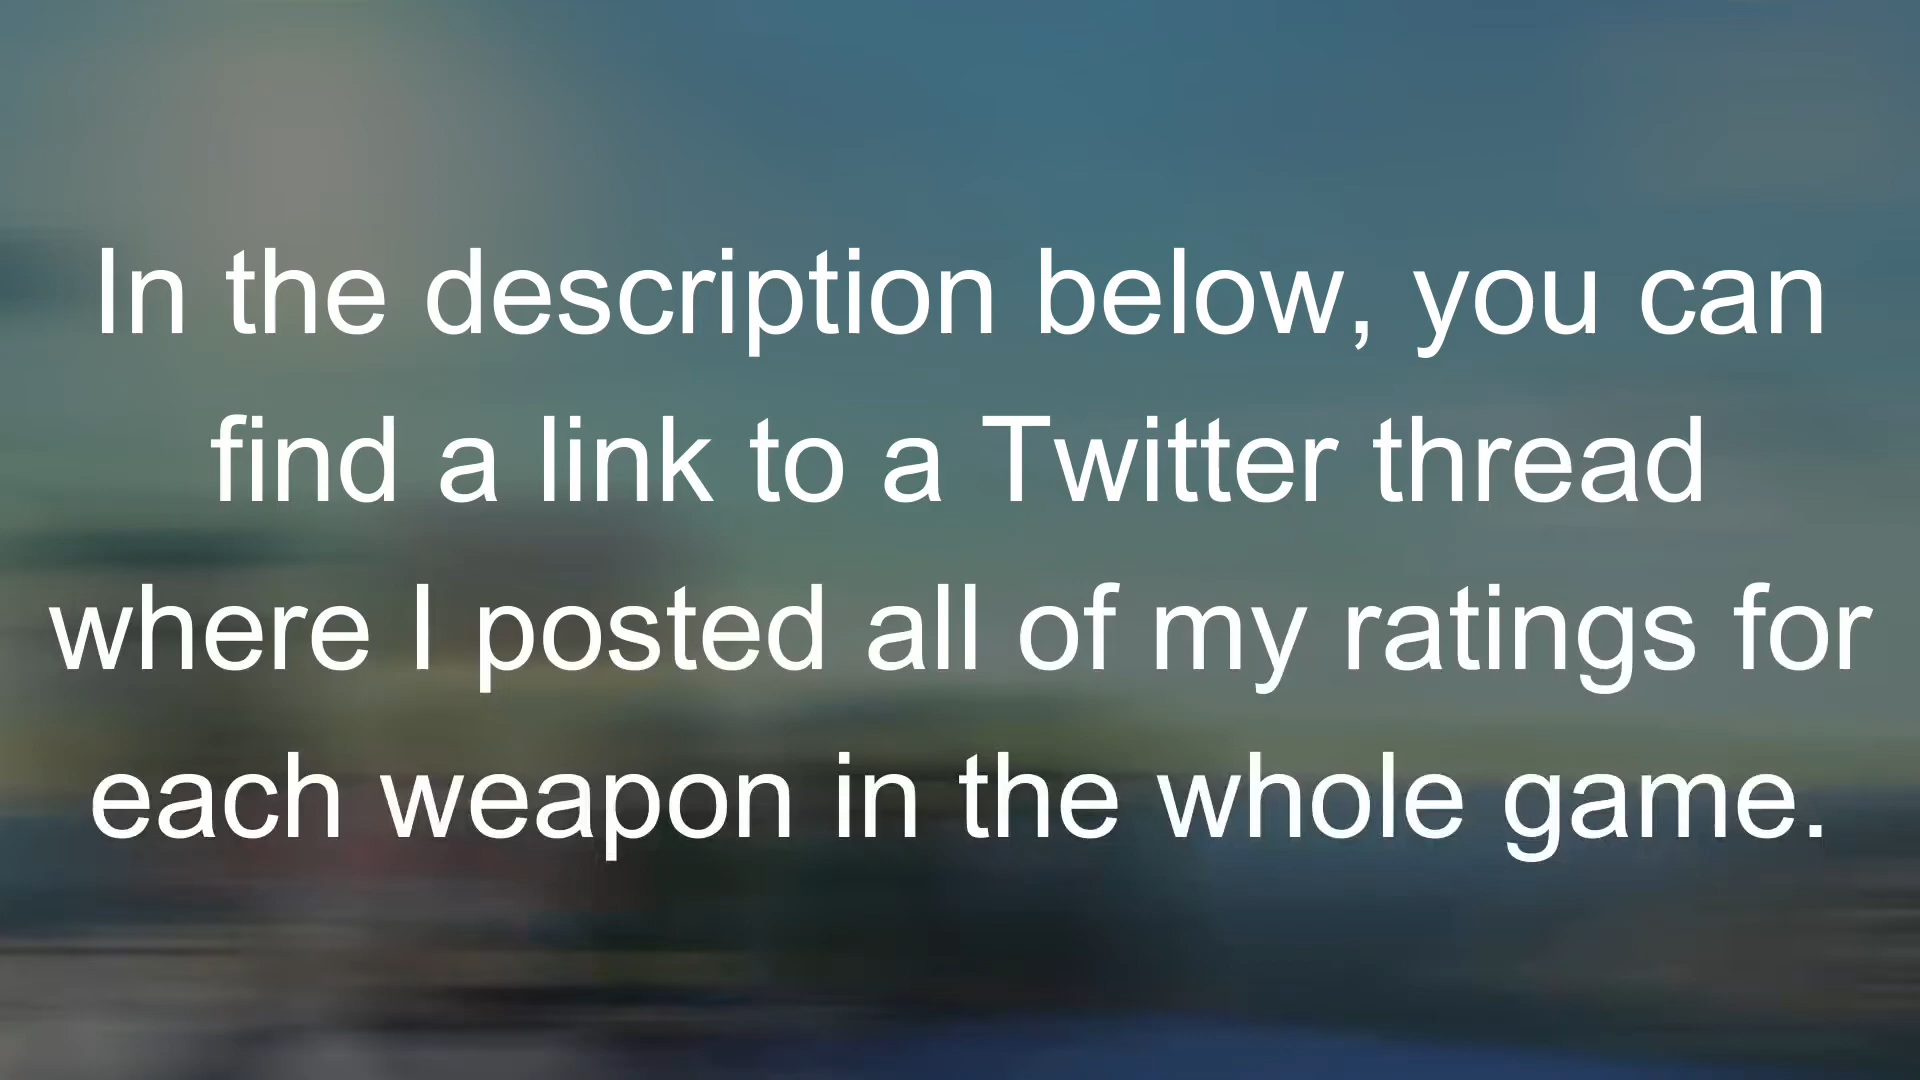 In the description below, you can
find a link to a Twitter thread
where I posted all of my ratings for
each weapon in the whole game.